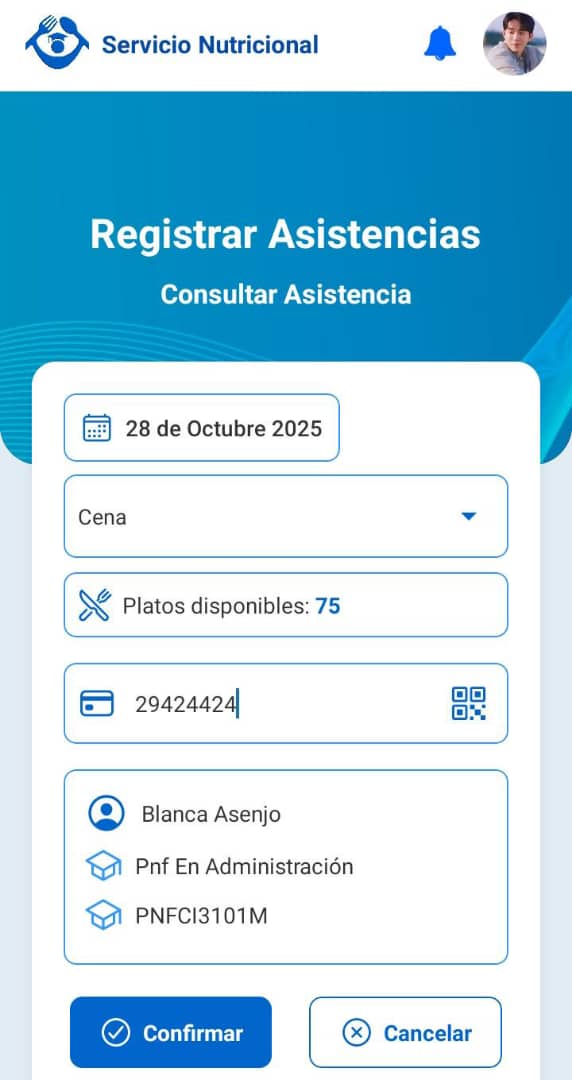 Servicio Nutricional
Registrar Asistencias
Consultar Asistencia
28 de Octubre 2025
Cena
Platos disponibles: 75
29424424
Blanca Asenjo
Pnf En Administración
PNFCI3101M
Confirmar
Cancelar